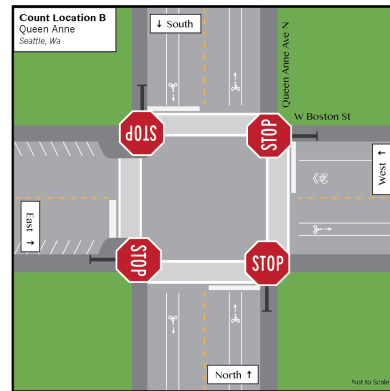 Count Location B
Queen Anne
Seattle, Wa
↓ South
Queen Anne Ave N
STOP
STOP
W Boston St
West ↑
East ↑
STOP
STOP
North ↑
Not to Scale